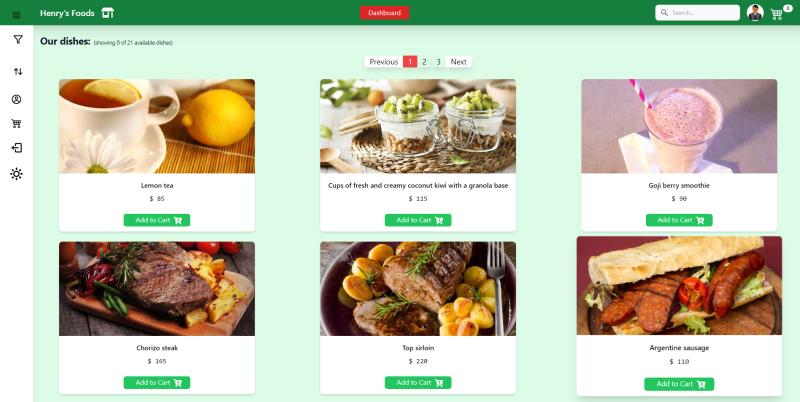 Henry's Foods
Dashboard
Search...
0
Our dishes: (showing 8 of 21 available dishes)
Previous 1 2 3 Next
Lemon tea
$ 85
Add to Cart
Cups of fresh and creamy coconut kiwi with a granola base
$ 115
Add to Cart
Goji berry smoothie
$ 90
Add to Cart
Chorizo steak
$ 165
Add to Cart
Top sirloin
$ 220
Add to Cart
Argentine sausage
$ 110
Add to Cart